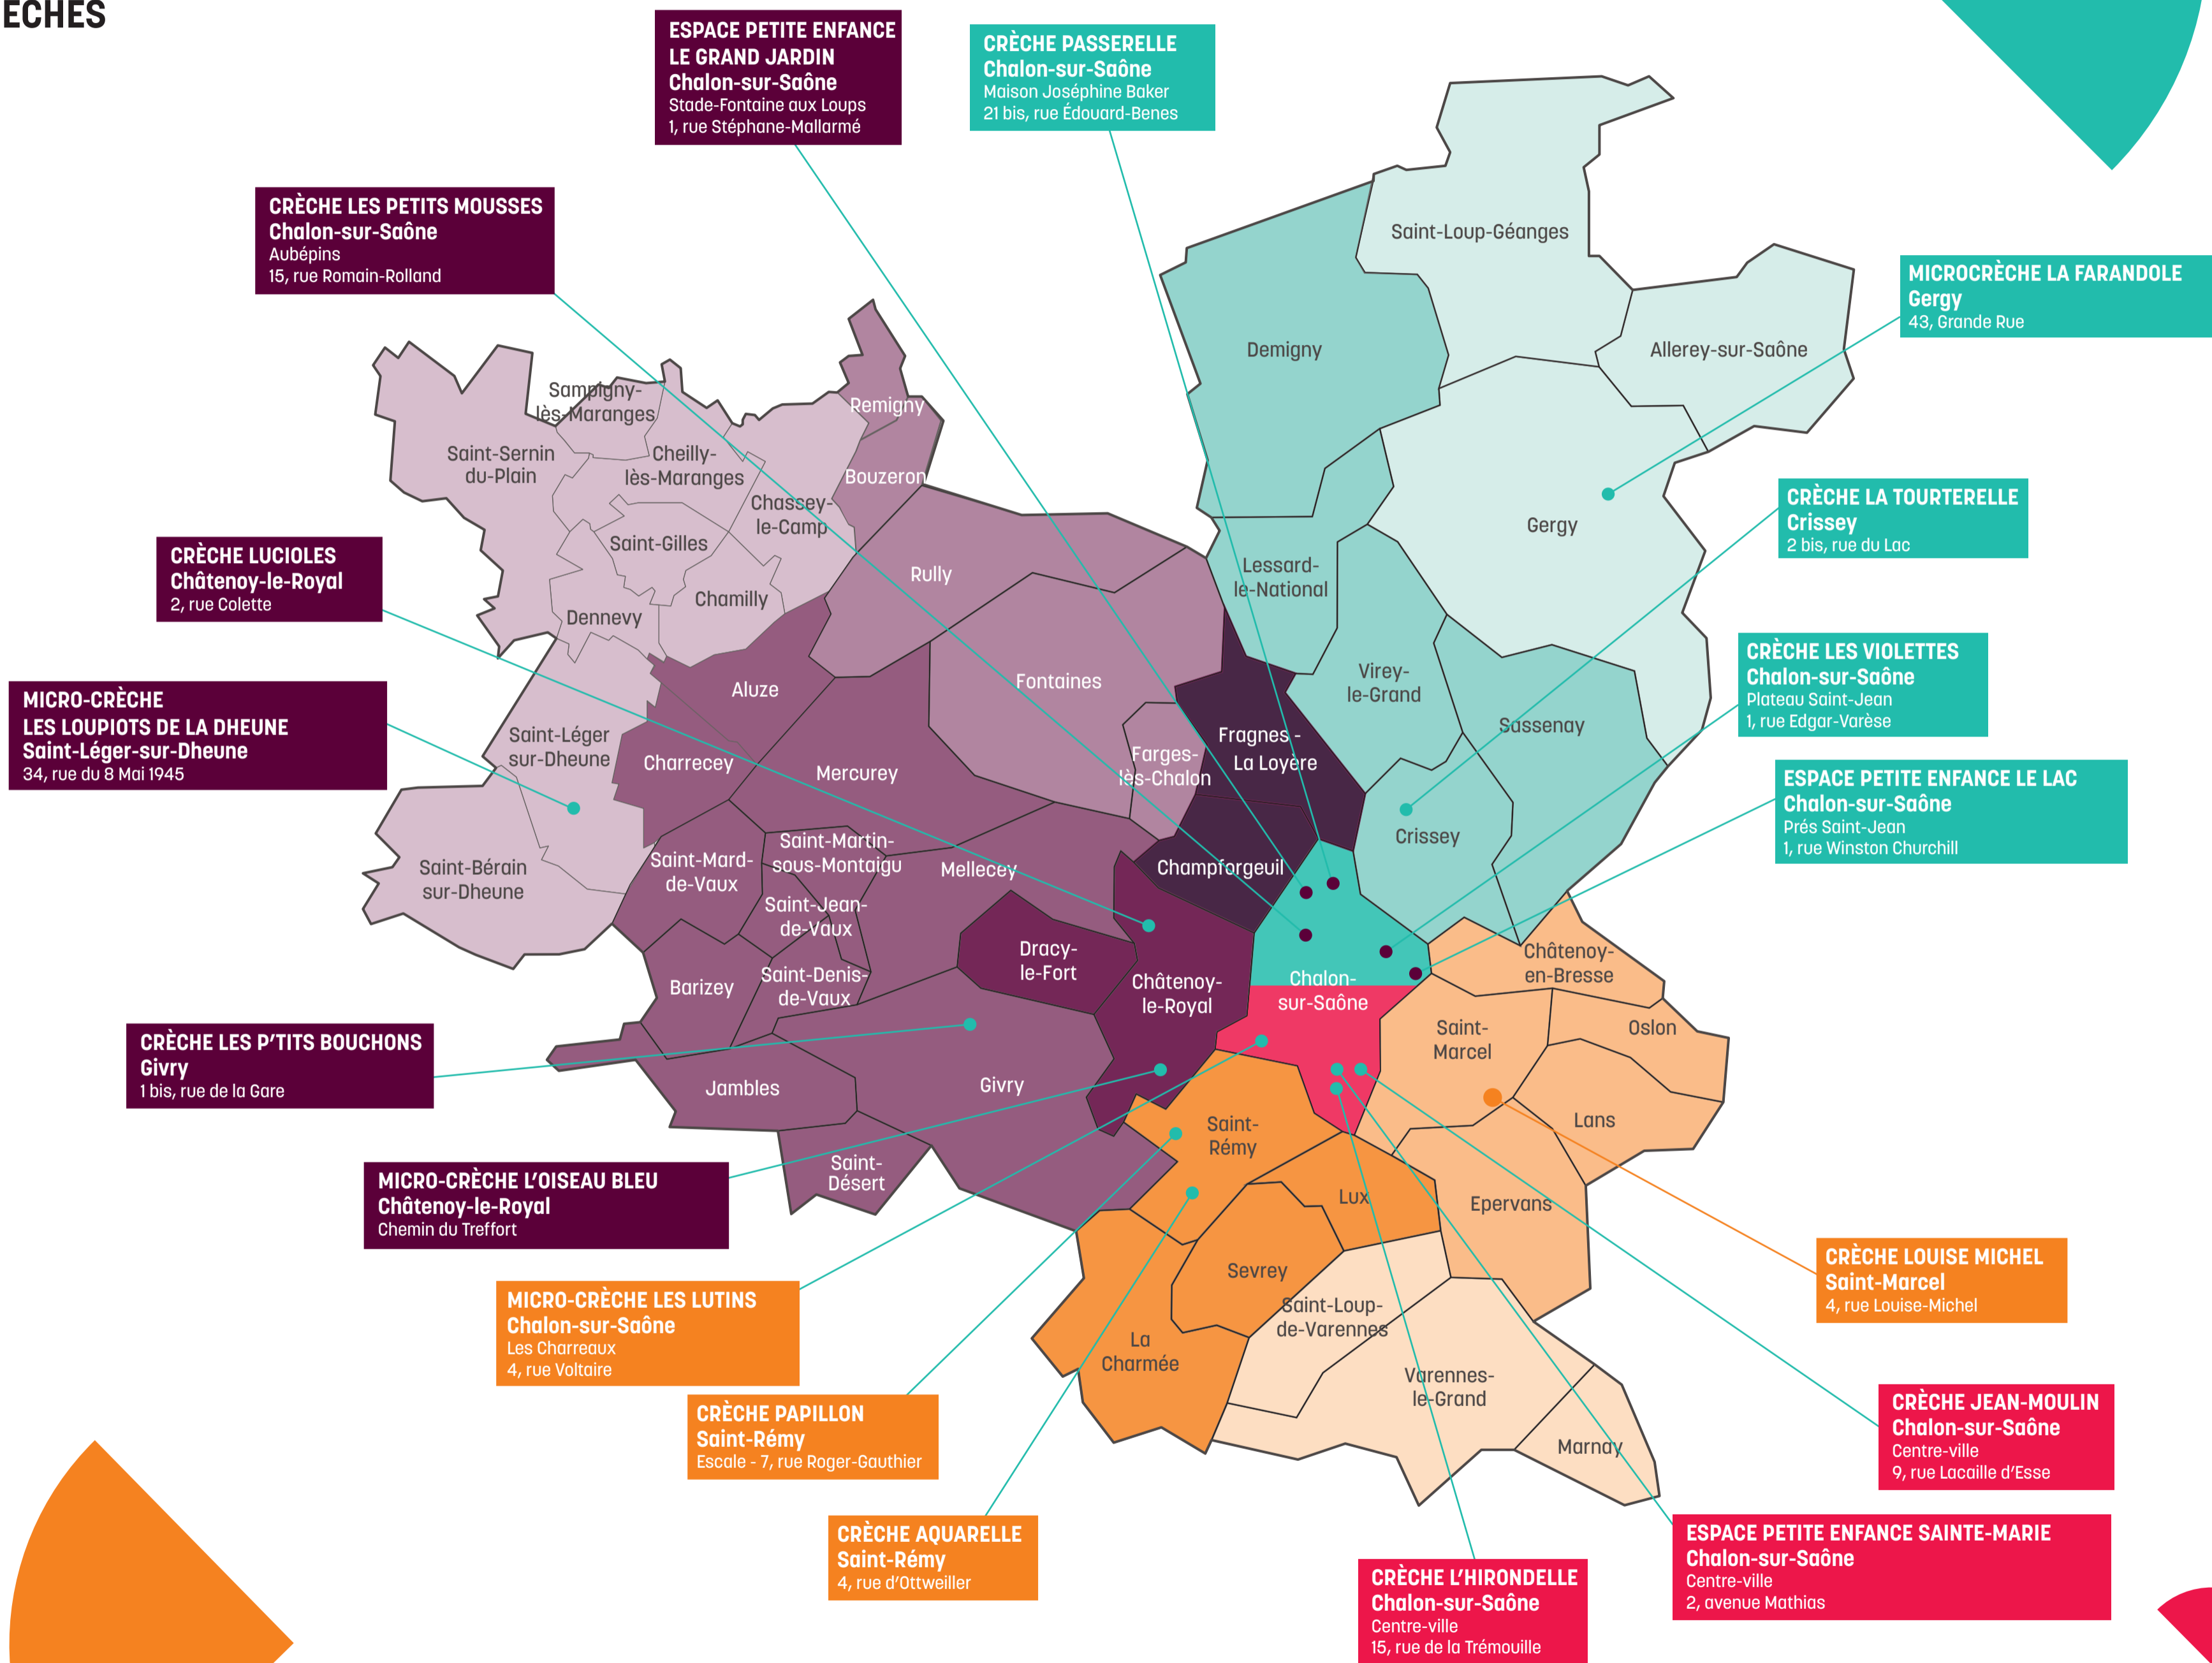 ECHES
ESPACE PETITE ENFANCE
LE GRAND JARDIN
Chalon-sur-Saône
Stade-Fontaine aux Loups
1, rue Stéphane-Mallarmé
CRÈCHE PASSERELLE
Chalon-sur-Saône
Maison Joséphine Baker
21 bis, rue Édouard-Benes
CRÈCHE LES PETITS MOUSSES
Chalon-sur-Saône
Aubépins
15, rue Romain-Rolland
MICROCRÈCHE LA FARANDOLE
Gergy
43, Grande Rue
CRÈCHE LA TOURTERELLE
Crissey
2 bis, rue du Lac
CRÈCHE LUCIOLES
Châtenoy-le-Royal
2, rue Colette
CRÈCHE LES VIOLETTES
Chalon-sur-Saône
Plateau Saint-Jean
1, rue Edgar-Varèse
MICRO-CRÈCHE
LES LOUPIOTS DE LA DHEUNE
Saint-Léger-sur-Dheune
34, rue du 8 Mai 1945
ESPACE PETITE ENFANCE LE LAC
Chalon-sur-Saône
Prés Saint-Jean
1, rue Winston Churchill
CRÈCHE LES P'TITS BOUCHONS
Givry
1 bis, rue de la Gare
MICRO-CRÈCHE L'OISEAU BLEU
Châtenoy-le-Royal
Chemin du Treffort
MICRO-CRÈCHE LES LUTINS
Chalon-sur-Saône
Les Charreaux
4, rue Voltaire
CRÈCHE PAPILLON
Saint-Rémy
Escale - 7, rue Roger-Gauthier
CRÈCHE AQUARELLE
Saint-Rémy
4, rue d'Ottweiller
CRÈCHE LOUISE MICHEL
Saint-Marcel
4, rue Louise-Michel
CRÈCHE JEAN-MOULIN
Chalon-sur-Saône
Centre-ville
9, rue Lacaille d'Esse
ESPACE PETITE ENFANCE SAINTE-MARIE
Chalon-sur-Saône
Centre-ville
2, avenue Mathias
CRÈCHE L'HIRONDELLE
Chalon-sur-Saône
Centre-ville
15, rue de la Trémouille
Saint-Loup-Géanges
Demigny
Allerey-sur-Saône
Gergy
Lessard-
le-National
Virey-
le-Grand
Sassenay
Crissey
Sampigny-
lès-Maranges
Saint-Sernin
du-Plain
Cheilly-
lès-Maranges
Remigny
Bouzeron
Chassey-
le-Camp
Saint-Gilles
Chamilly
Dennevy
Rully
Aluze
Fontaines
Saint-Léger
sur-Dheune
Charrecey
Mercurey
Farges-
lès-Chalon
Fragnes -
La Loyère
Champforgeuil
Saint-Bérain
sur-Dheune
Saint-Mard-
de-Vaux
Saint-Martin-
sous-Montaigu
Mellecey
Saint-Jean-
de-Vaux
Dracy-
le-Fort
Barizey
Saint-Denis-
de-Vaux
Châtenoy-
le-Royal
Chalon-
sur-Saône
Châtenoy-
en-Bresse
Saint-
Marcel
Oslon
Lans
Jambles
Givry
Saint-
Désert
Saint-
Rémy
Lux
Epervans
Sevrey
La
Charmée
Saint-Loup-
de-Varennes
Varennes-
le-Grand
Marnay